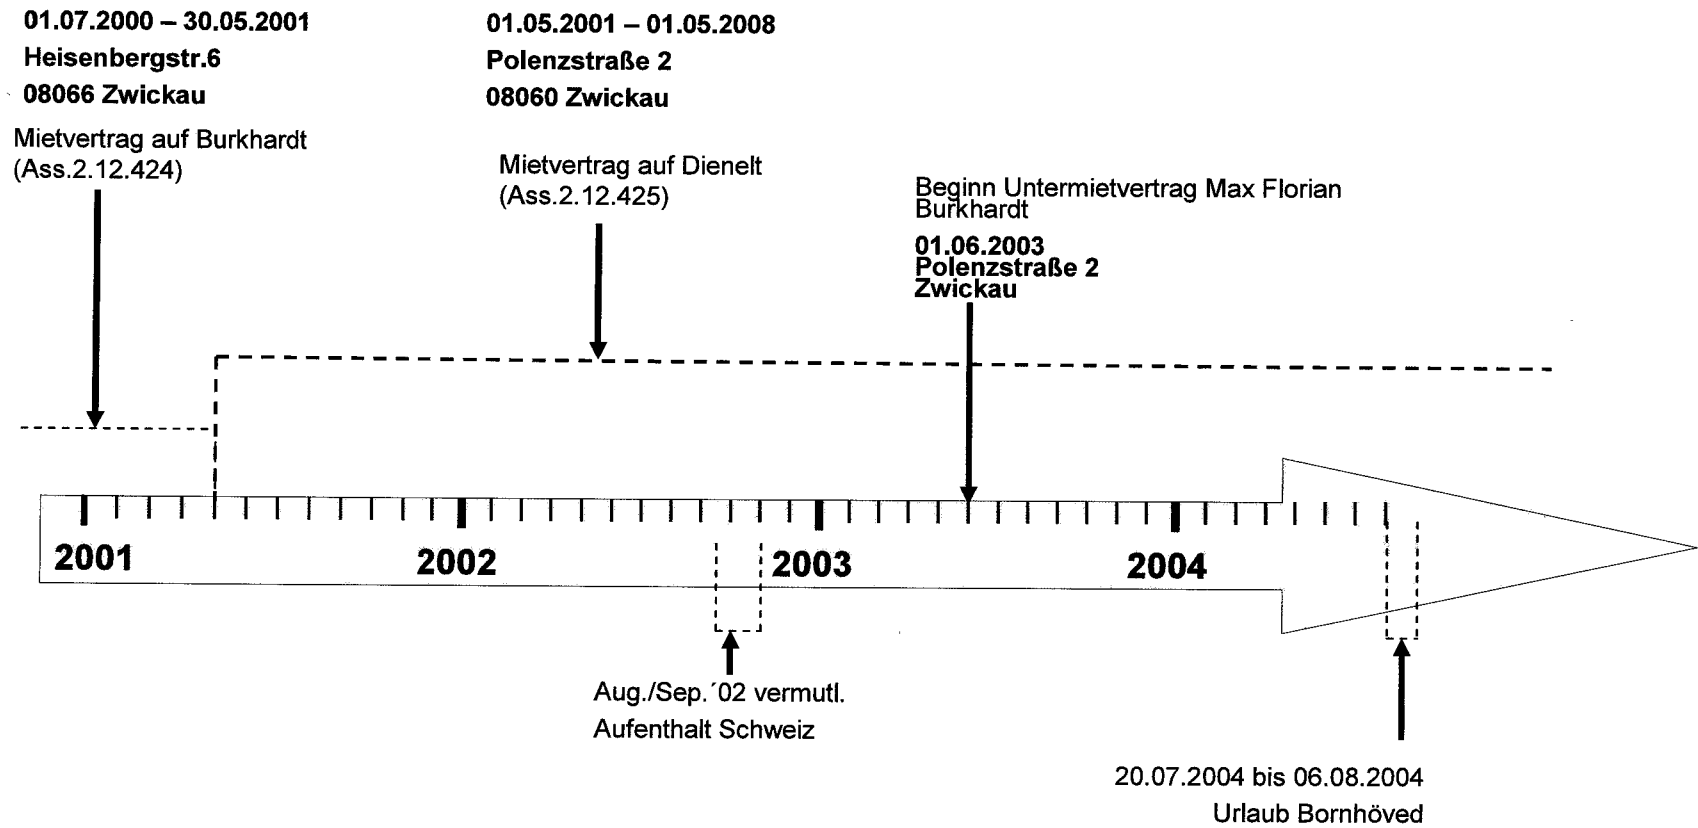 01.07.2000 – 30.05.2001
Heisenbergstr.6
08066 Zwickau
Mietvertrag auf Burkhardt
(Ass.2.12.424)
01.05.2001 – 01.05.2008
Polenzstraße 2
08060 Zwickau
Mietvertrag auf Dienelt
(Ass.2.12.425)
Beginn Untermietvertrag Max Florian
Burkhardt
01.06.2003
Polenzstraße 2
Zwickau
2001
2002
2003
2004
Aug./Sep.´02 vermutl.
Aufenthalt Schweiz
20.07.2004 bis 06.08.2004
Urlaub Bornhöved